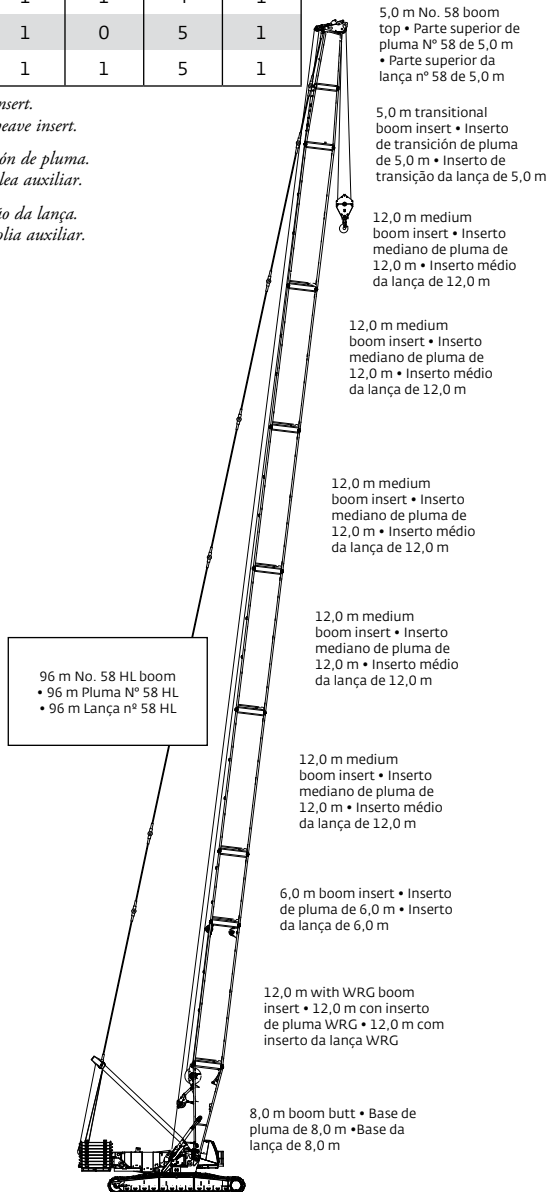 1 1 4 1
1 0 5 1
1 1 5 1
nsert.
eave insert.
ón de pluma.
lea auxiliar.
ão da lança.
olia auxiliar.
5,0 m No. 58 boom
top • Parte superior de
pluma Nº 58 de 5,0 m
• Parte superior da
lança nº 58 de 5,0 m
5,0 m transitional
boom insert • Inserto
de transición de pluma
de 5,0 m • Inserto de
transição da lança de 5,0 m
12,0 m medium
boom insert • Inserto
mediano de pluma de
12,0 m • Inserto médio
da lança de 12,0 m
12,0 m medium
boom insert • Inserto
mediano de pluma de
12,0 m • Inserto médio
da lança de 12,0 m
12,0 m medium
boom insert • Inserto
mediano de pluma de
12,0 m • Inserto médio
da lança de 12,0 m
12,0 m medium
boom insert • Inserto
mediano de pluma de
12,0 m • Inserto médio
da lança de 12,0 m
96 m No. 58 HL boom
• 96 m Pluma Nº 58 HL
• 96 m Lança nº 58 HL
12,0 m medium
boom insert • Inserto
mediano de pluma de
12,0 m • Inserto médio
da lança de 12,0 m
6,0 m boom insert • Inserto
de pluma de 6,0 m • Inserto
da lança de 6,0 m
12,0 m with WRG boom
insert • 12,0 m con inserto
de pluma WRG • 12,0 m com
inserto da lança WRG
8,0 m boom butt • Base de
pluma de 8,0 m •Base da
lança de 8,0 m